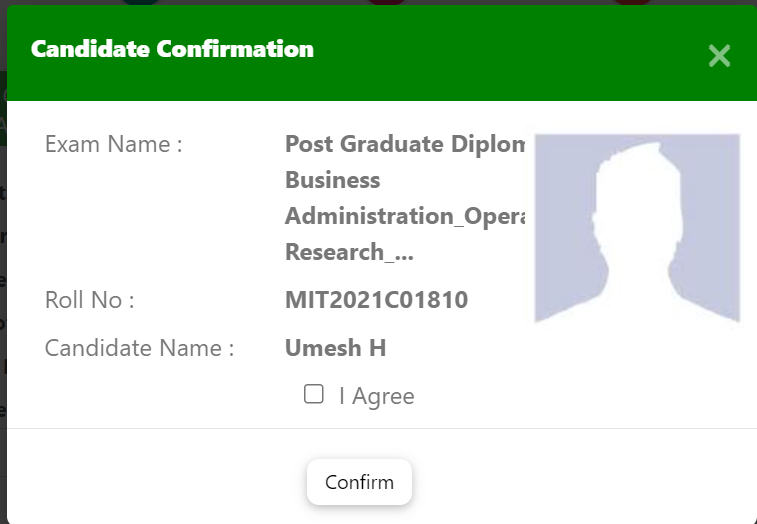 Candidate Confirmation
Exam Name :
Post Graduate Diplom
Business
Administration_Opera
Research_...
Roll No :
MIT2021C01810
Candidate Name :
Umesh H
I Agree
Confirm